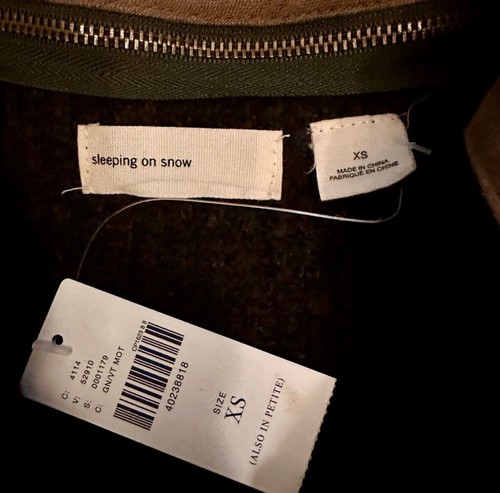 sleeping on snow
XS
MADE IN CHINA
FABRIQUÉ EN CHINE
C: 4114
V: 52910
S: 0001179
C: GN/VT MOT
40238818
SIZE
XS
(ALSO IN PETITE)